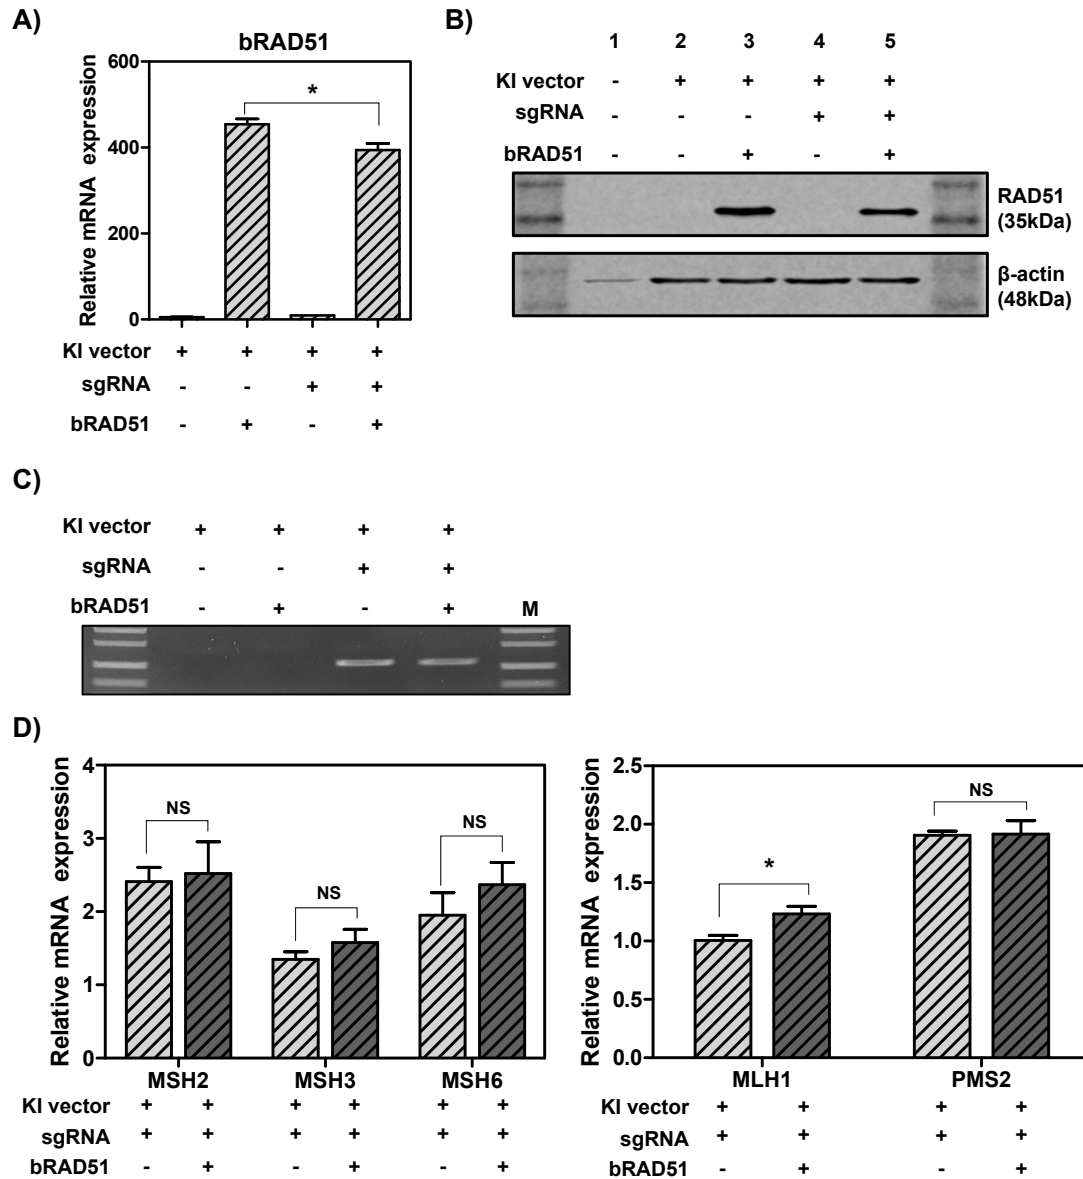 A)
bRAD51
Relative mRNA expression
600
400
200
0
*
KI vector + + + +
sgRNA - - + +
bRAD51 - + - +
B)
1 2 3 4 5
KI vector - + + + +
sgRNA - - - + +
bRAD51 - - + - +
RAD51
(35kDa)
β-actin
(48kDa)
C)
KI vector + + + +
sgRNA - - + +
bRAD51 - + - + M
D)
Relative mRNA expression
4
3
2
1
0
NS
NS
NS
MSH2 MSH3 MSH6
KI vector + + + + + +
sgRNA + + + + + +
bRAD51 - + - + - +
Relative mRNA expression
2.5
2.0
1.5
1.0
0.5
0.0
*
NS
MLH1 PMS2
KI vector + + + +
sgRNA + + + +
bRAD51 - + - +